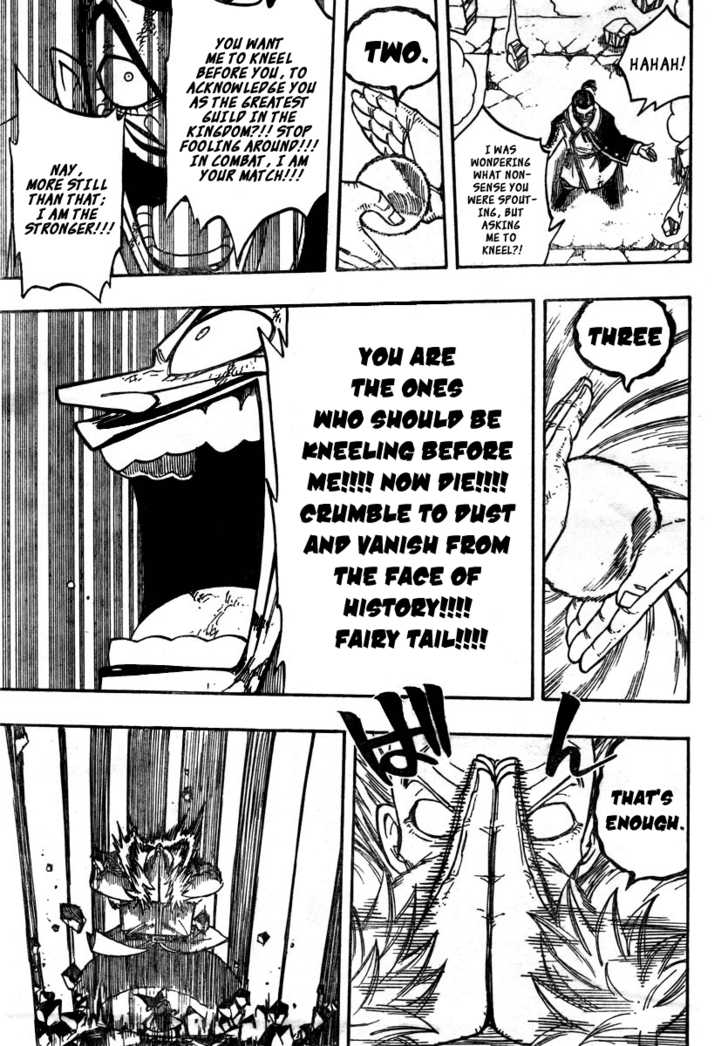 HAHAH!
I WAS
WONDERING
WHAT NON-
SENSE YOU
WERE SPOUT-
ING, BUT
ASKING
ME TO
KNEEL?!
TWO.
YOU WANT
ME TO KNEEL
BEFORE YOU, TO
ACKNOWLEDGE YOU
AS THE GREATEST
GUILD IN THE
KINGDOM?!! STOP
FOOLING AROUND!!!
IN COMBAT, I AM
YOUR MATCH!!!
NAY,
MORE STILL
THAN THAT;
I AM THE
STRONGER!!!
THREE
YOU ARE
THE ONES
WHO SHOULD BE
KNEELING BEFORE
ME!!!! NOW DIE!!!!
CRUMBLE TO DUST
AND VANISH FROM
THE FACE OF
HISTORY!!!!
FAIRY TAIL!!!!
THAT'S
ENOUGH.
ばん